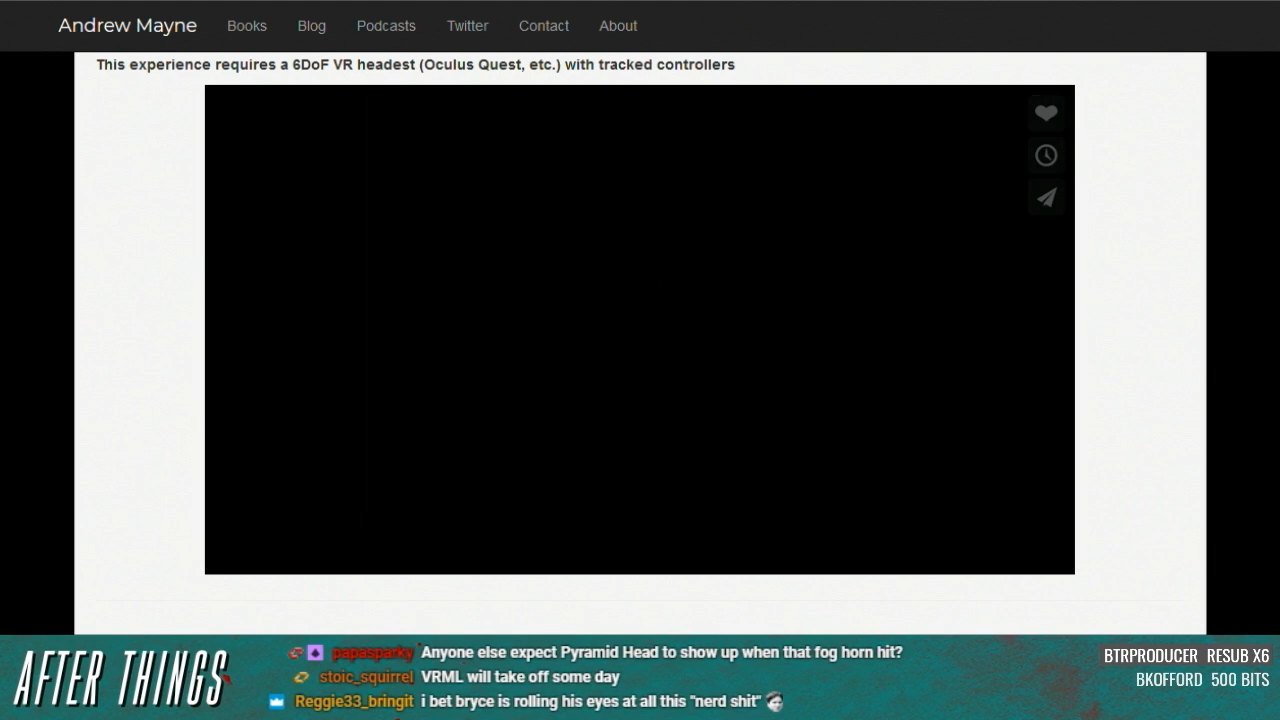 Andrew Mayne Books Blog Podcasts Twitter Contact About
This experience requires a 6DoF VR headest (Oculus Quest, etc.) with tracked controllers
AFTER THINGS
papasparky Anyone else expect Pyramid Head to show up when that fog horn hit?
stoic_squirrel VRML will take off some day
Reggie33_bringit i bet bryce is rolling his eyes at all this "nerd shit"
BTRPRODUCER RESUB X6
BKOFFORD 500 BITS